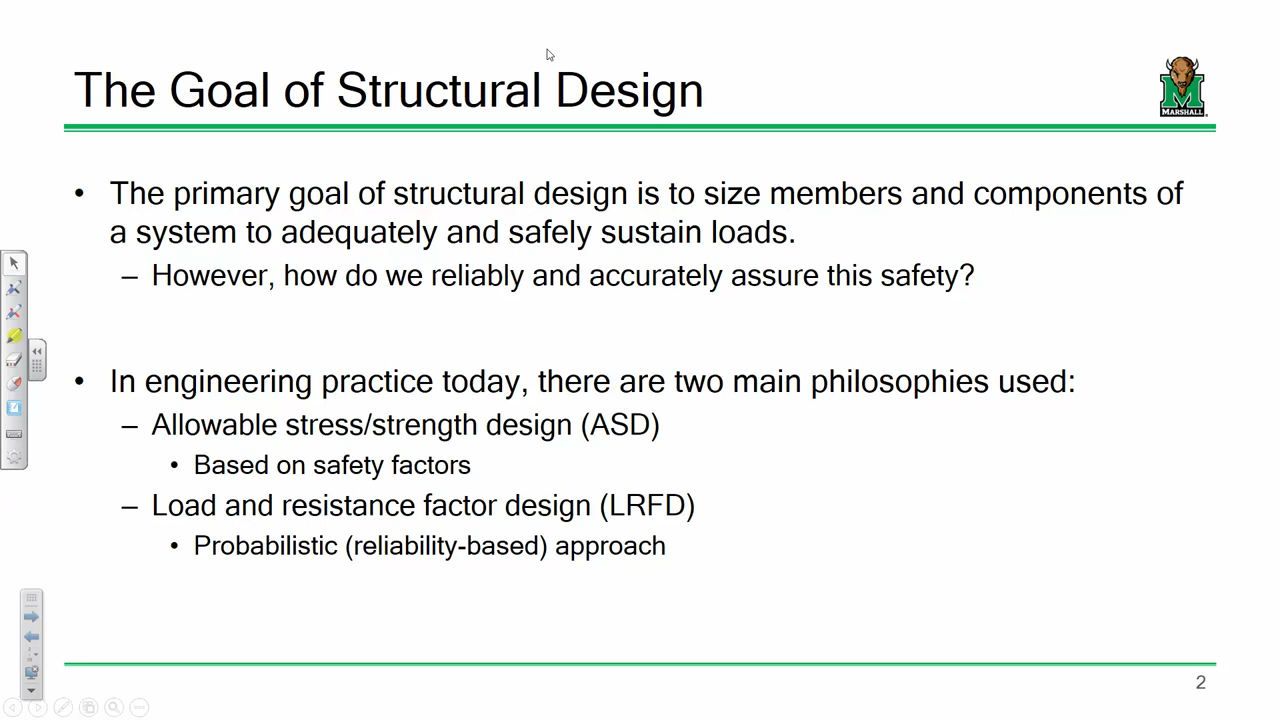 The Goal of Structural Design
MARSHALL
• The primary goal of structural design is to size members and components of
a system to adequately and safely sustain loads.
– However, how do we reliably and accurately assure this safety?
• In engineering practice today, there are two main philosophies used:
– Allowable stress/strength design (ASD)
• Based on safety factors
– Load and resistance factor design (LRFD)
• Probabilistic (reliability-based) approach
2